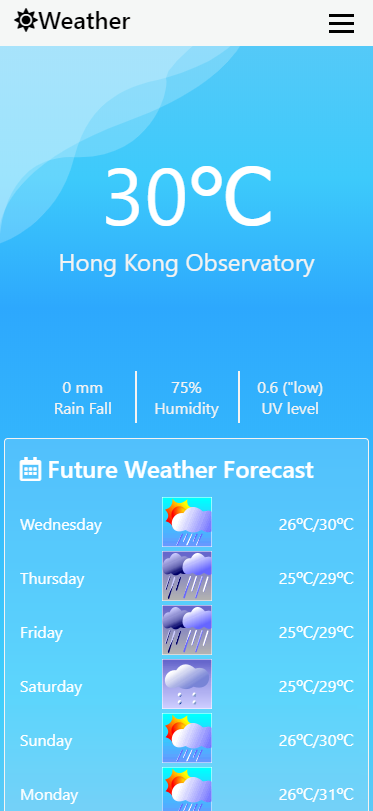 Weather
30°C
Hong Kong Observatory
0 mm 75% 0.6 ("low)
Rain Fall Humidity UV level
Future Weather Forecast
Wednesday 26°C/30°C
Thursday 25°C/29°C
Friday 25°C/29°C
Saturday 25°C/29°C
Sunday 26°C/30°C
Monday 26°C/31°C